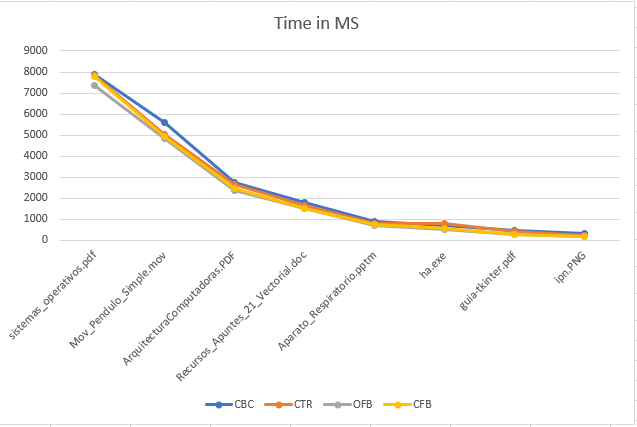 Time in MS
9000
8000
7000
6000
5000
4000
3000
2000
1000
0
sistemas_operativos.pdf
Mov_Pendulo_Simple.mov
ArquitecturaComputadoras.PDF
Recursos_Apuntes_21_Vectorial.doc
Aparato_Respiratorio.pptm
ha.exe
guia-tkinter.pdf
ipn.PNG
CBC CTR OFB CFB